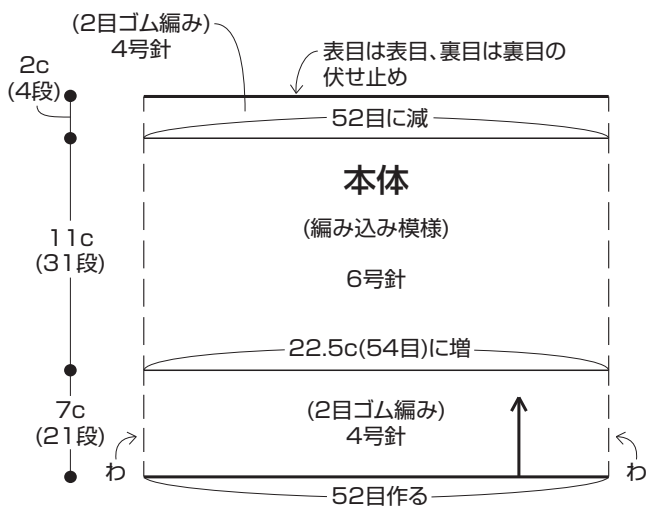 (2目ゴム編み)
4号針
表目は表目、裏目は裏目の
伏せ止め
2c
(4段)
52目に減
本体
(編み込み模様)
6号針
11c
(31段)
22.5c(54目)に増
(2目ゴム編み)
4号針
7c
(21段)
わ
わ
52目作る